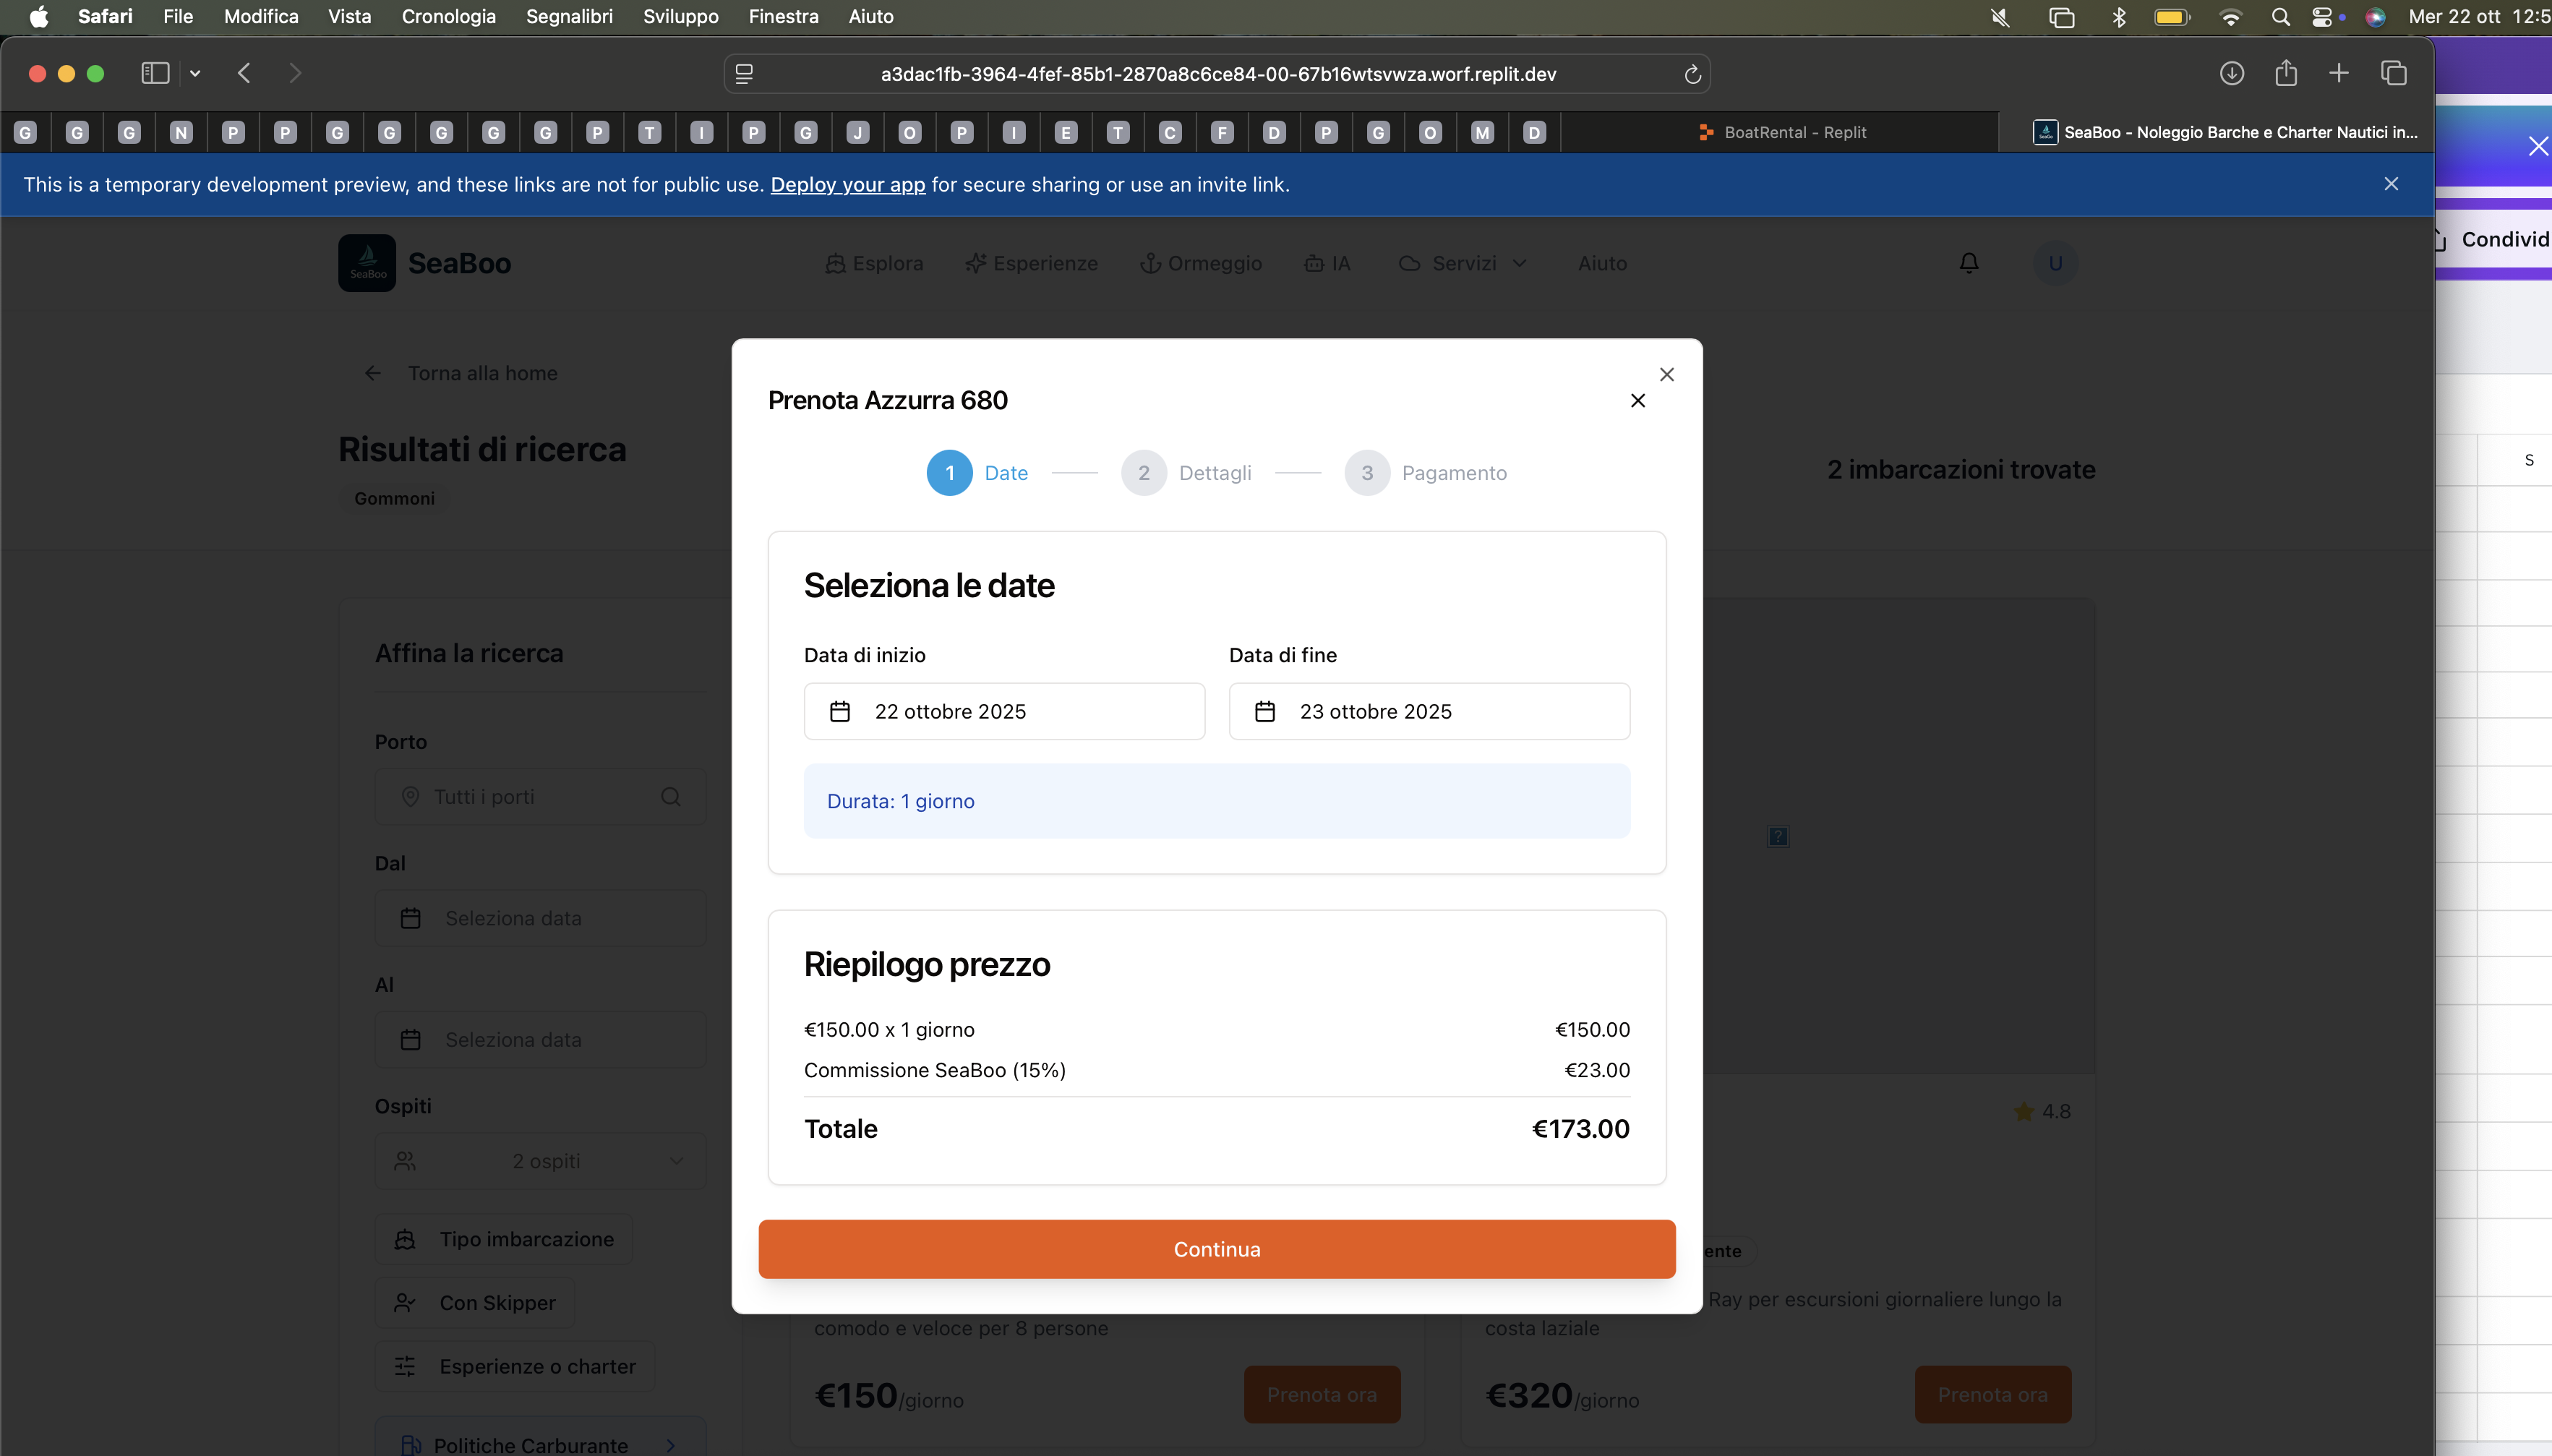 Safari File Modifica Vista Cronologia Segnalibri Sviluppo Finestra Aiuto
Mer 22 ott 12:5
a3dac1fb-3964-4fef-85b1-2870a8c6ce84-00-67b16wtsvwza.worf.replit.dev
G G G N P P G G G G G P T I P G J O P I E T C F D P G O M D
BoatRental - Replit
SeaBoo - Noleggio Barche e Charter Nautici in...
This is a temporary development preview, and these links are not for public use. Deploy your app for secure sharing or use an invite link.
Condivid
SeaBoo
SeaBoo
Esplora Esperienze Ormeggio IA Servizi Aiuto
U
Torna alla home
Risultati di ricerca
Gommoni
2 imbarcazioni trovate
S
Prenota Azzurra 680
1 Date 2 Dettagli 3 Pagamento
Seleziona le date
Data di inizio Data di fine
22 ottobre 2025 23 ottobre 2025
Durata: 1 giorno
Riepilogo prezzo
€150.00 x 1 giorno €150.00
Commissione SeaBoo (15%) €23.00
Totale €173.00
Continua
Affina la ricerca
Porto
Tutti i porti
Dal
Seleziona data
Al
Seleziona data
Ospiti
2 ospiti
Tipo imbarcazione
Con Skipper
Esperienze o charter
Politiche Carburante
?
4.8
ente
Ray per escursioni giornaliere lungo la
comodo e veloce per 8 persone
costa laziale
€150/giorno Prenota ora
€320/giorno Prenota ora